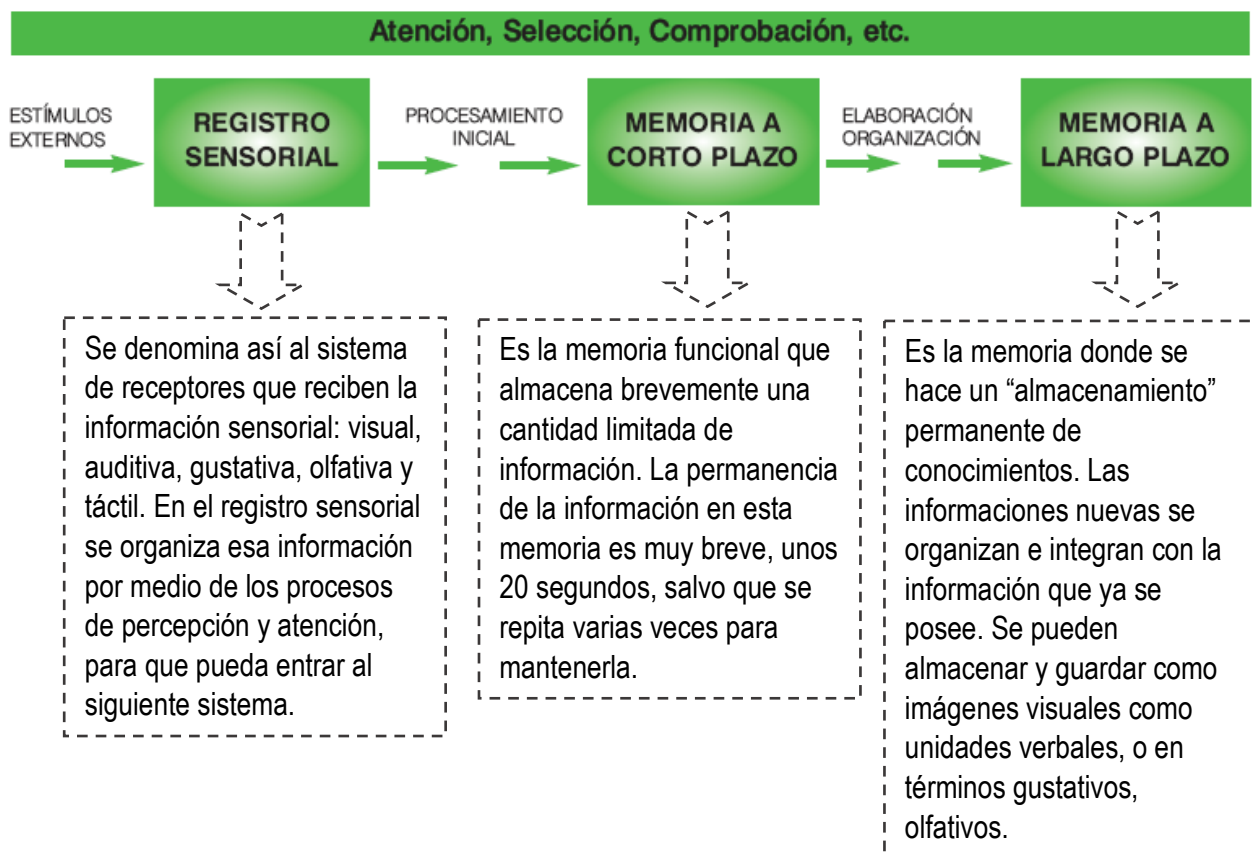 Atención, Selección, Comprobación, etc.
ESTÍMULOS
EXTERNOS
REGISTRO
SENSORIAL
PROCESAMIENTO
INICIAL
MEMORIA A
CORTO PLAZO
ELABORACIÓN
ORGANIZACIÓN
MEMORIA A
LARGO PLAZO
Se denomina así al sistema
de receptores que reciben la
información sensorial: visual,
auditiva, gustativa, olfativa y
táctil. En el registro sensorial
se organiza esa información
por medio de los procesos
de percepción y atención,
para que pueda entrar al
siguiente sistema.
Es la memoria funcional que
almacena brevemente una
cantidad limitada de
información. La permanencia
de la información en esta
memoria es muy breve, unos
20 segundos, salvo que se
repita varias veces para
mantenerla.
Es la memoria donde se
hace un “almacenamiento”
permanente de
conocimientos. Las
informaciones nuevas se
organizan e integran con la
información que ya se
posee. Se pueden
almacenar y guardar como
imágenes visuales como
unidades verbales, o en
términos gustativos,
olfativos.